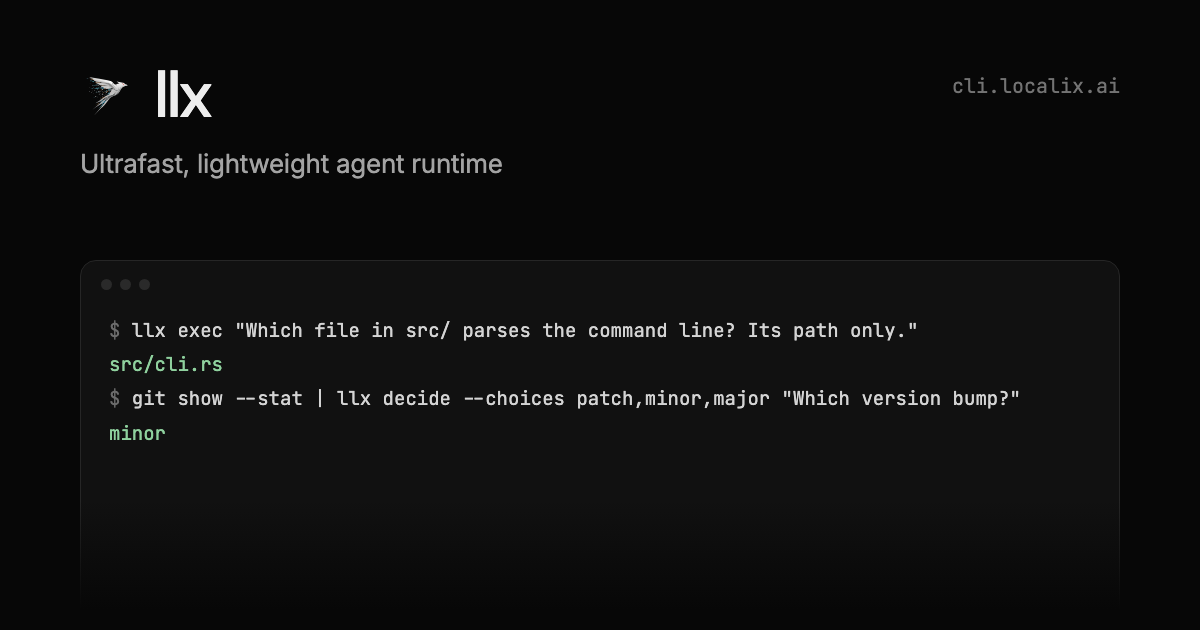 llx
cli.localix.ai
Ultrafast, lightweight agent runtime
$ llx exec "Which file in src/ parses the command line? Its path only."
src/cli.rs
$ git show --stat | llx decide --choices patch,minor,major "Which version bump?"
minor